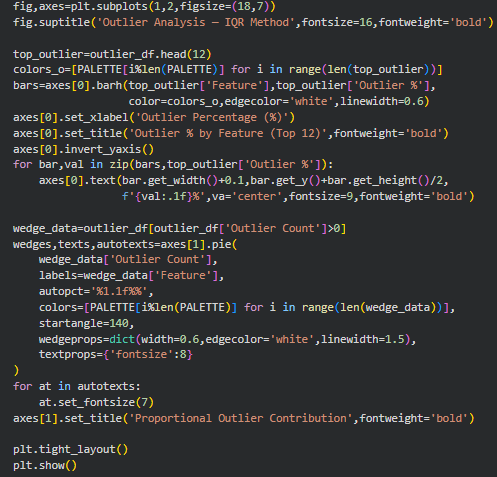 fig,axes=plt.subplots(1,2,figsize=(18,7))
fig.suptitle('Outlier Analysis — IQR Method',fontsize=16,fontweight='bold')

top_outlier=outlier_df.head(12)
colors_o=[PALETTE[i%len(PALETTE)] for i in range(len(top_outlier))]
bars=axes[0].barh(top_outlier['Feature'],top_outlier['Outlier %'],
                  color=colors_o,edgecolor='white',linewidth=0.6)
axes[0].set_xlabel('Outlier Percentage (%)')
axes[0].set_title('Outlier % by Feature (Top 12)',fontweight='bold')
axes[0].invert_yaxis()
for bar,val in zip(bars,top_outlier['Outlier %']):
    axes[0].text(bar.get_width()+0.1,bar.get_y()+bar.get_height()/2,
                 f'{val:.1f}%',va='center',fontsize=9,fontweight='bold')

wedge_data=outlier_df[outlier_df['Outlier Count']>0]
wedges,texts,autotexts=axes[1].pie(
    wedge_data['Outlier Count'],
    labels=wedge_data['Feature'],
    autopct='%1.1f%%',
    colors=[PALETTE[i%len(PALETTE)] for i in range(len(wedge_data))],
    startangle=140,
    wedgeprops=dict(width=0.6,edgecolor='white',linewidth=1.5),
    textprops={'fontsize':8}
)
for at in autotexts:
    at.set_fontsize(7)
axes[1].set_title('Proportional Outlier Contribution',fontweight='bold')

plt.tight_layout()
plt.show()